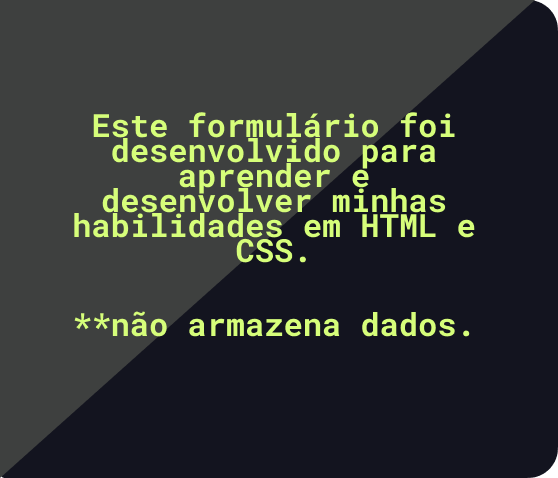 Este formulário foi
desenvolvido para
aprender e
desenvolver minhas
habilidades em HTML e
CSS.
**não armazena dados.